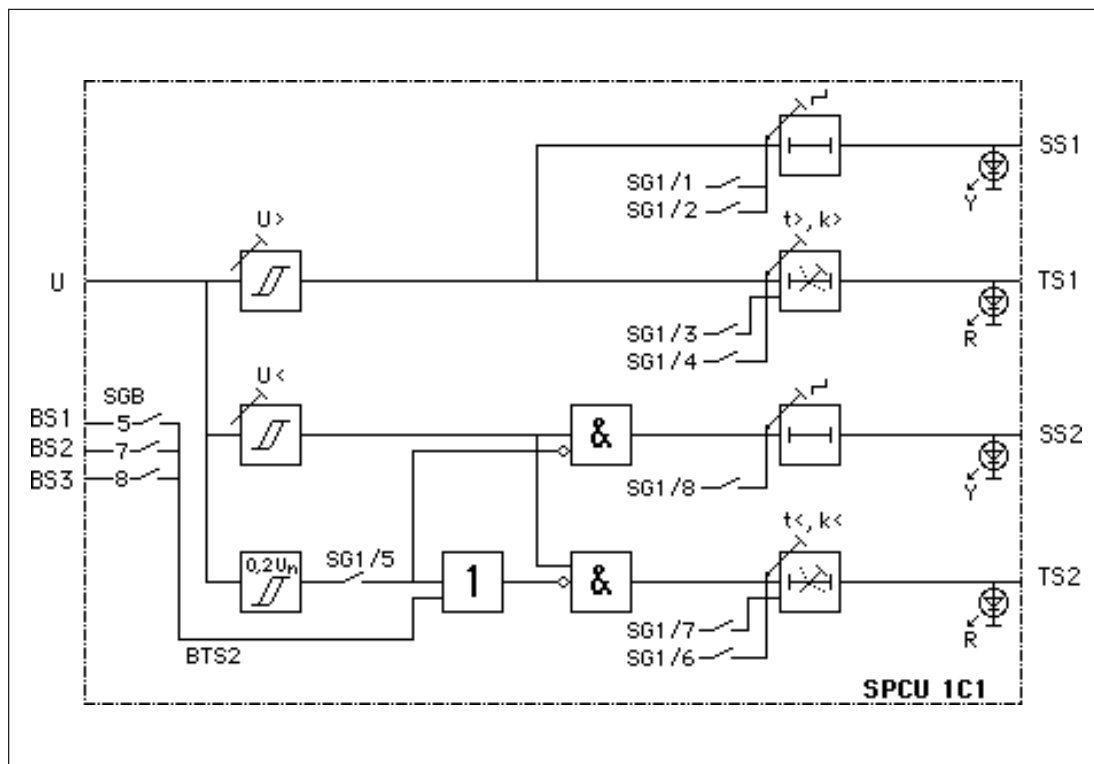 SS1
SG1/1
SG1/2
Y
U>
t>, k>
U
TS1
SG1/3
SG1/4
R
U<
SGB
BS1
5
BS2
7
BS3
8
&
SS2
SG1/8
Y
t<, k<
0,2Un
SG1/5
1
&
TS2
SG1/7
SG1/6
R
BTS2
SPCU 1C1